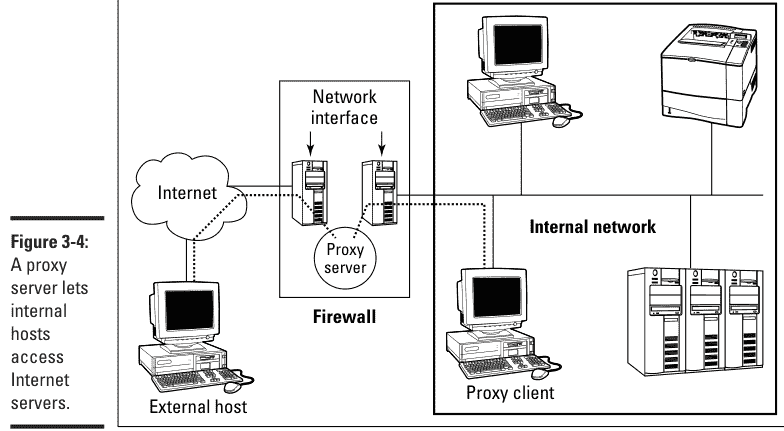 Network
interface
Internet
Proxy
server
Internal network
Firewall
External host
Proxy client
Figure 3-4:
A proxy
server lets
internal
hosts
access
Internet
servers.